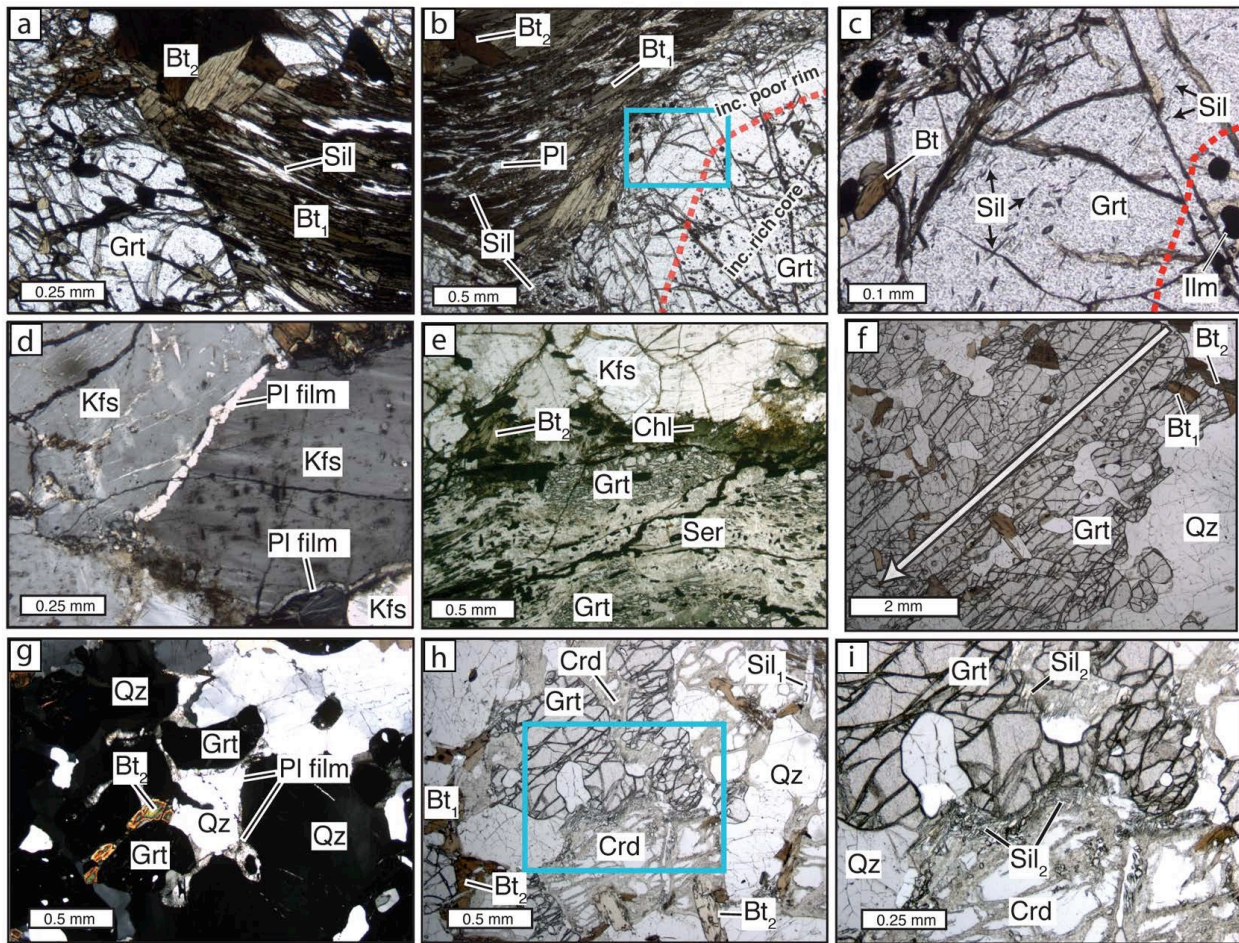 a
Bt2
Sil
Bt1
Grt
0.25 mm
b
Bt2
Bt1
inc. poor rim
Pl
inc.-rich core
Sil
Grt
0.5 mm
c
Sil
Bt
Sil
Grt
Ilm
0.1 mm
d
Kfs
Pl film
Kfs
Pl film
Kfs
0.25 mm
e
Kfs
Bt2
Chl
Grt
Ser
Grt
0.5 mm
f
Bt2
Bt1
Grt
Qz
2 mm
g
Qz
Grt
Bt2
Pl film
Qz
Qz
Grt
0.5 mm
h
Crd
Sil1
Grt
Qz
Bt1
Crd
Bt2
Bt2
0.5 mm
i
Grt
Sil2
Qz
Sil2
Crd
0.25 mm